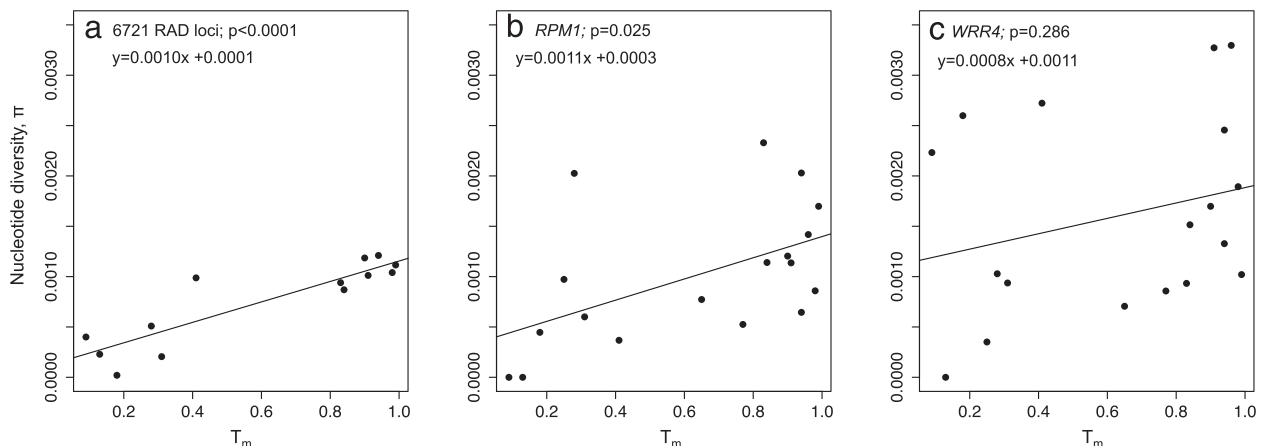 a 6721 RAD loci; p<0.0001
y=0.0010x +0.0001
Nucleotide diversity, π
0.0000 0.0010 0.0020 0.0030
0.2 0.4 0.6 0.8 1.0
Tm
b RPM1; p=0.025
y=0.0011x +0.0003
0.0000 0.0010 0.0020 0.0030
0.2 0.4 0.6 0.8 1.0
Tm
c WRR4; p=0.286
y=0.0008x +0.0011
0.0000 0.0010 0.0020 0.0030
0.2 0.4 0.6 0.8 1.0
Tm